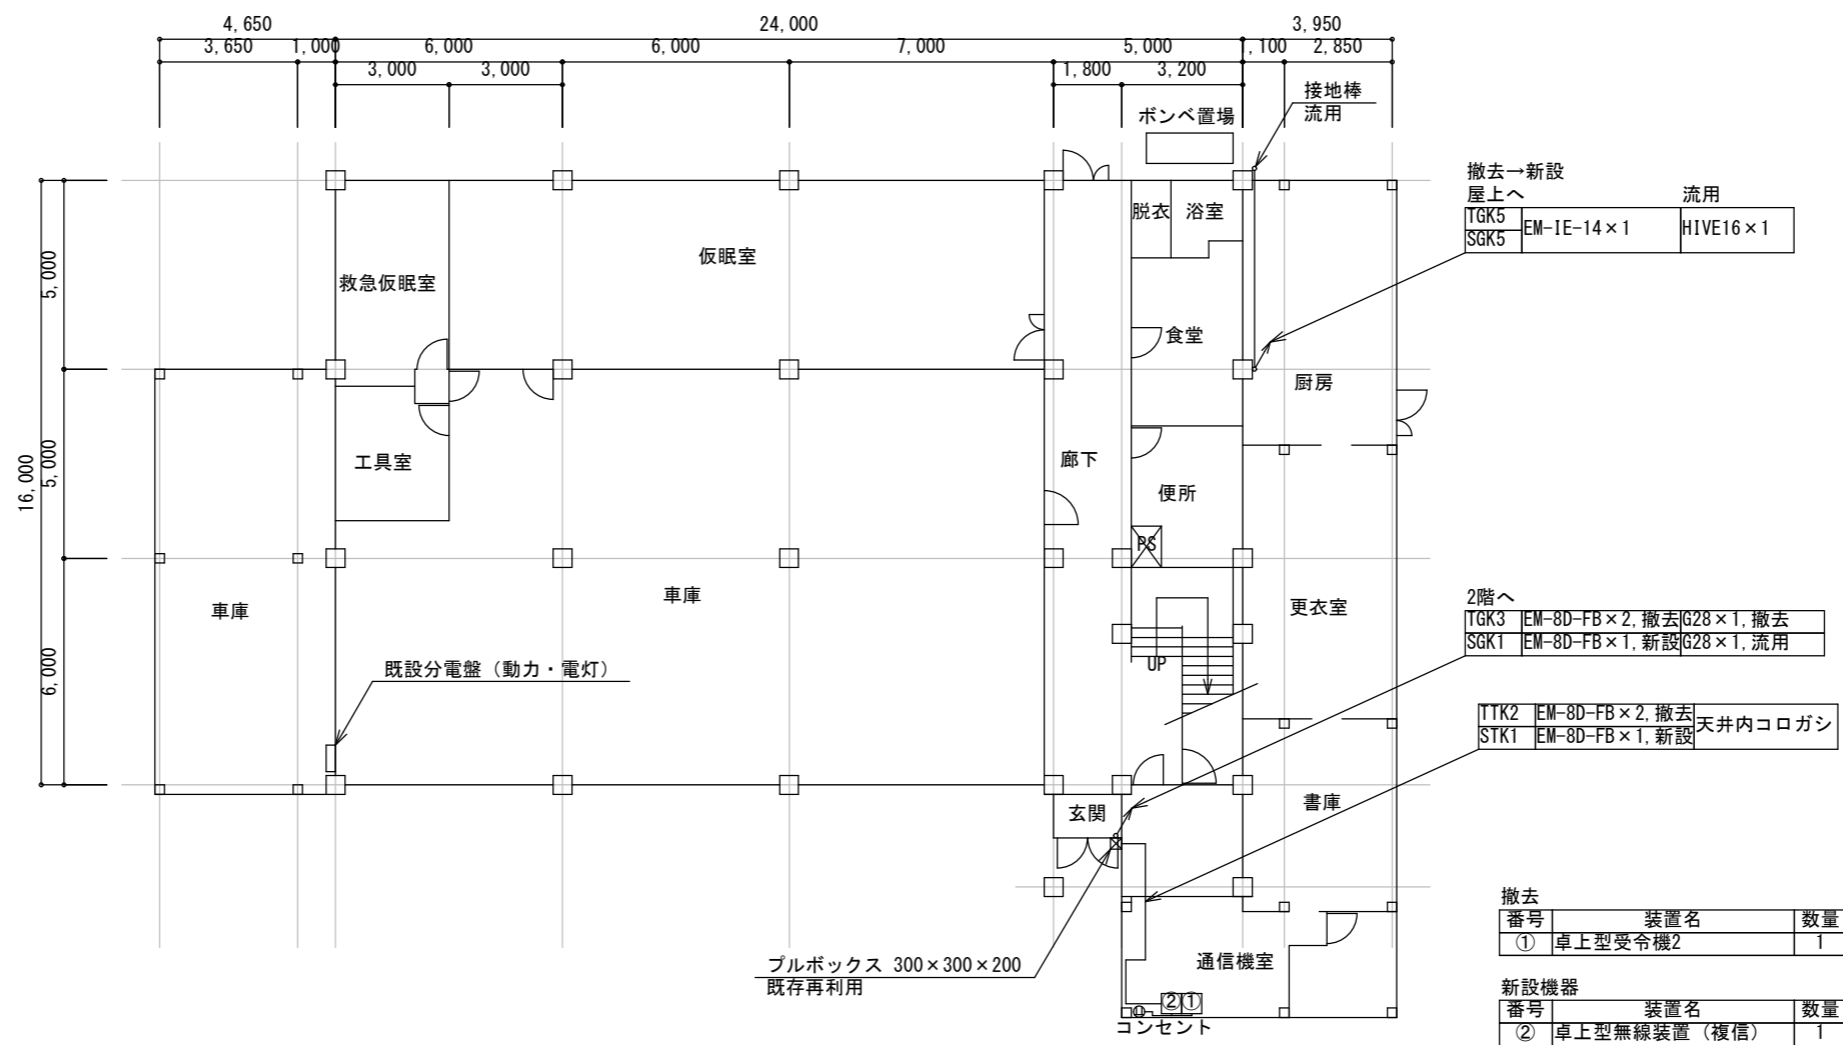 4,650 24,000 3,950
3,650 1,000 6,000 6,000 7,000 5,000 1,100 2,850
3,000 3,000 1,800 3,200
接地棒
流用
ボンベ置場
撤去→新設
屋上へ 流用
TGK5 EM-IE-14×1 HIVE16×1
SGK5
脱衣 浴室
仮眠室
救急仮眠室
5,000
食堂
厨房
工具室
廊下
5,000
16,000
便所
PS
車庫
車庫
更衣室
2階へ
TGK3 EM-8D-FB×2,撤去 G28×1,撤去
SGK1 EM-8D-FB×1,新設 G28×1,流用
UP
6,000
既設分電盤（動力・電灯）
TTK2 EM-8D-FB×2,撤去 天井内コロガシ
STK1 EM-8D-FB×1,新設
玄関
書庫
撤去
番号 装置名 数量
① 卓上型受令機2 1
プルボックス 300×300×200
既存再利用
通信機室
②①
コンセント
新設機器
番号 装置名 数量
② 卓上型無線装置（複信） 1